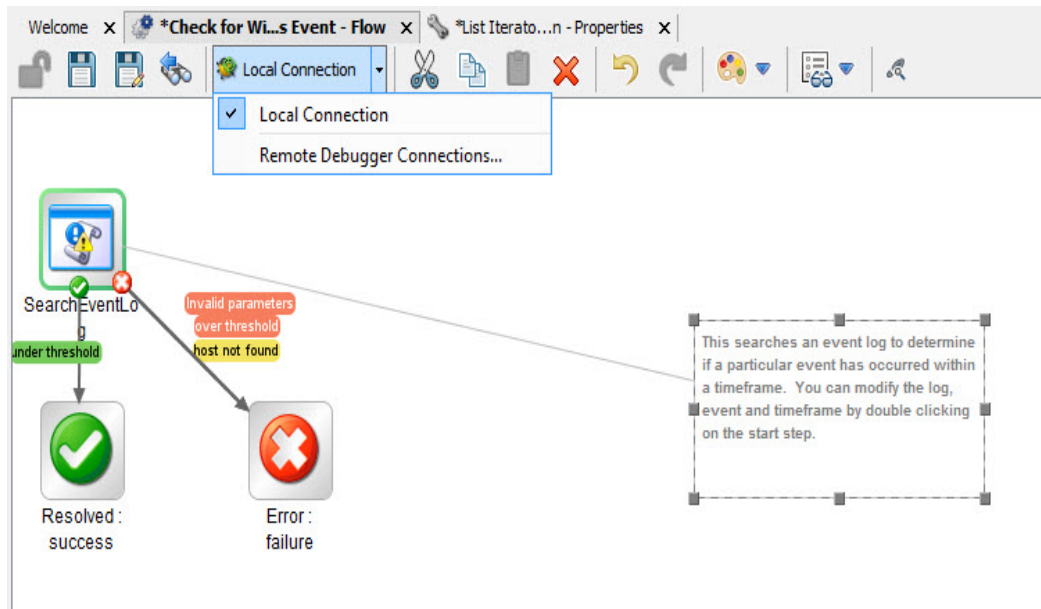 Welcome
*Check for Wi...s Event - Flow
*List Iterato...n - Properties
Local Connection
Local Connection
Remote Debugger Connections...
SearchEventLo
g
Invalid parameters
over threshold
host not found
under threshold
This searches an event log to determine
if a particular event has occurred within
a timeframe. You can modify the log,
event and timeframe by double clicking
on the start step.
Resolved :
success
Error :
failure